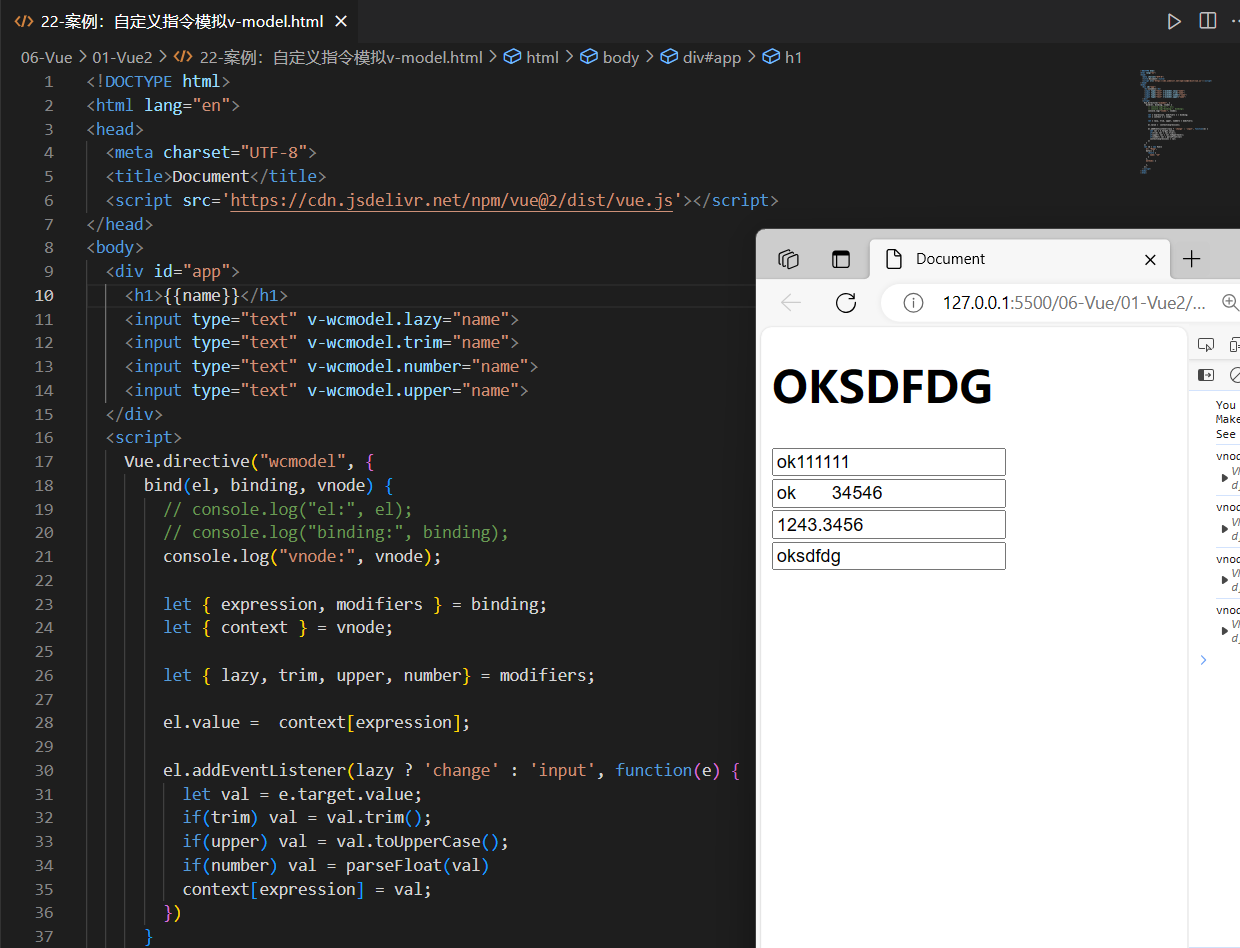 22-案例：自定义指令模拟v-model.html
06-Vue > 01-Vue2 > 22-案例：自定义指令模拟v-model.html > html > body > div#app > h1
1 <!DOCTYPE html>
2 <html lang="en">
3 <head>
4 <meta charset="UTF-8">
5 <title>Document</title>
6 <script src='https://cdn.jsdelivr.net/npm/vue@2/dist/vue.js'></script>
7 </head>
8 <body>
9 <div id="app">
10 <h1>{{name}}</h1>
11 <input type="text" v-wcmodel.lazy="name">
12 <input type="text" v-wcmodel.trim="name">
13 <input type="text" v-wcmodel.number="name">
14 <input type="text" v-wcmodel.upper="name">
15 </div>
16 <script>
17 Vue.directive("wcmodel", {
18 bind(el, binding, vnode) {
19 // console.log("el:", el);
20 // console.log("binding:", binding);
21 console.log("vnode:", vnode);
22
23 let { expression, modifiers } = binding;
24 let { context } = vnode;
25
26 let { lazy, trim, upper, number} = modifiers;
27
28 el.value =  context[expression];
29
30 el.addEventListener(lazy ? 'change' : 'input', function(e) {
31 let val = e.target.value;
32 if(trim) val = val.trim();
33 if(upper) val = val.toUpperCase();
34 if(number) val = parseFloat(val)
35 context[expression] = val;
36 })
37 }
Document
127.0.0.1:5500/06-Vue/01-Vue2/...
OKSDFDG
ok111111
ok 34546
1243.3456
oksdfdg
You
Make
See
vnod
vnod
vnod
vnod